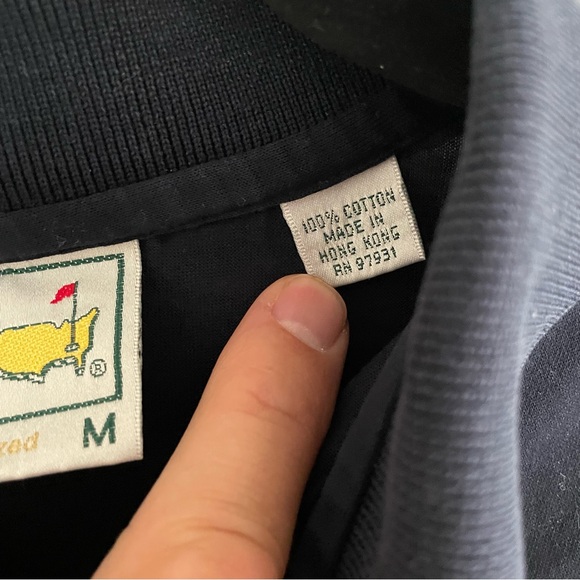 100% COTTON
MADE IN
HONG KONG
RN 97931
®
M